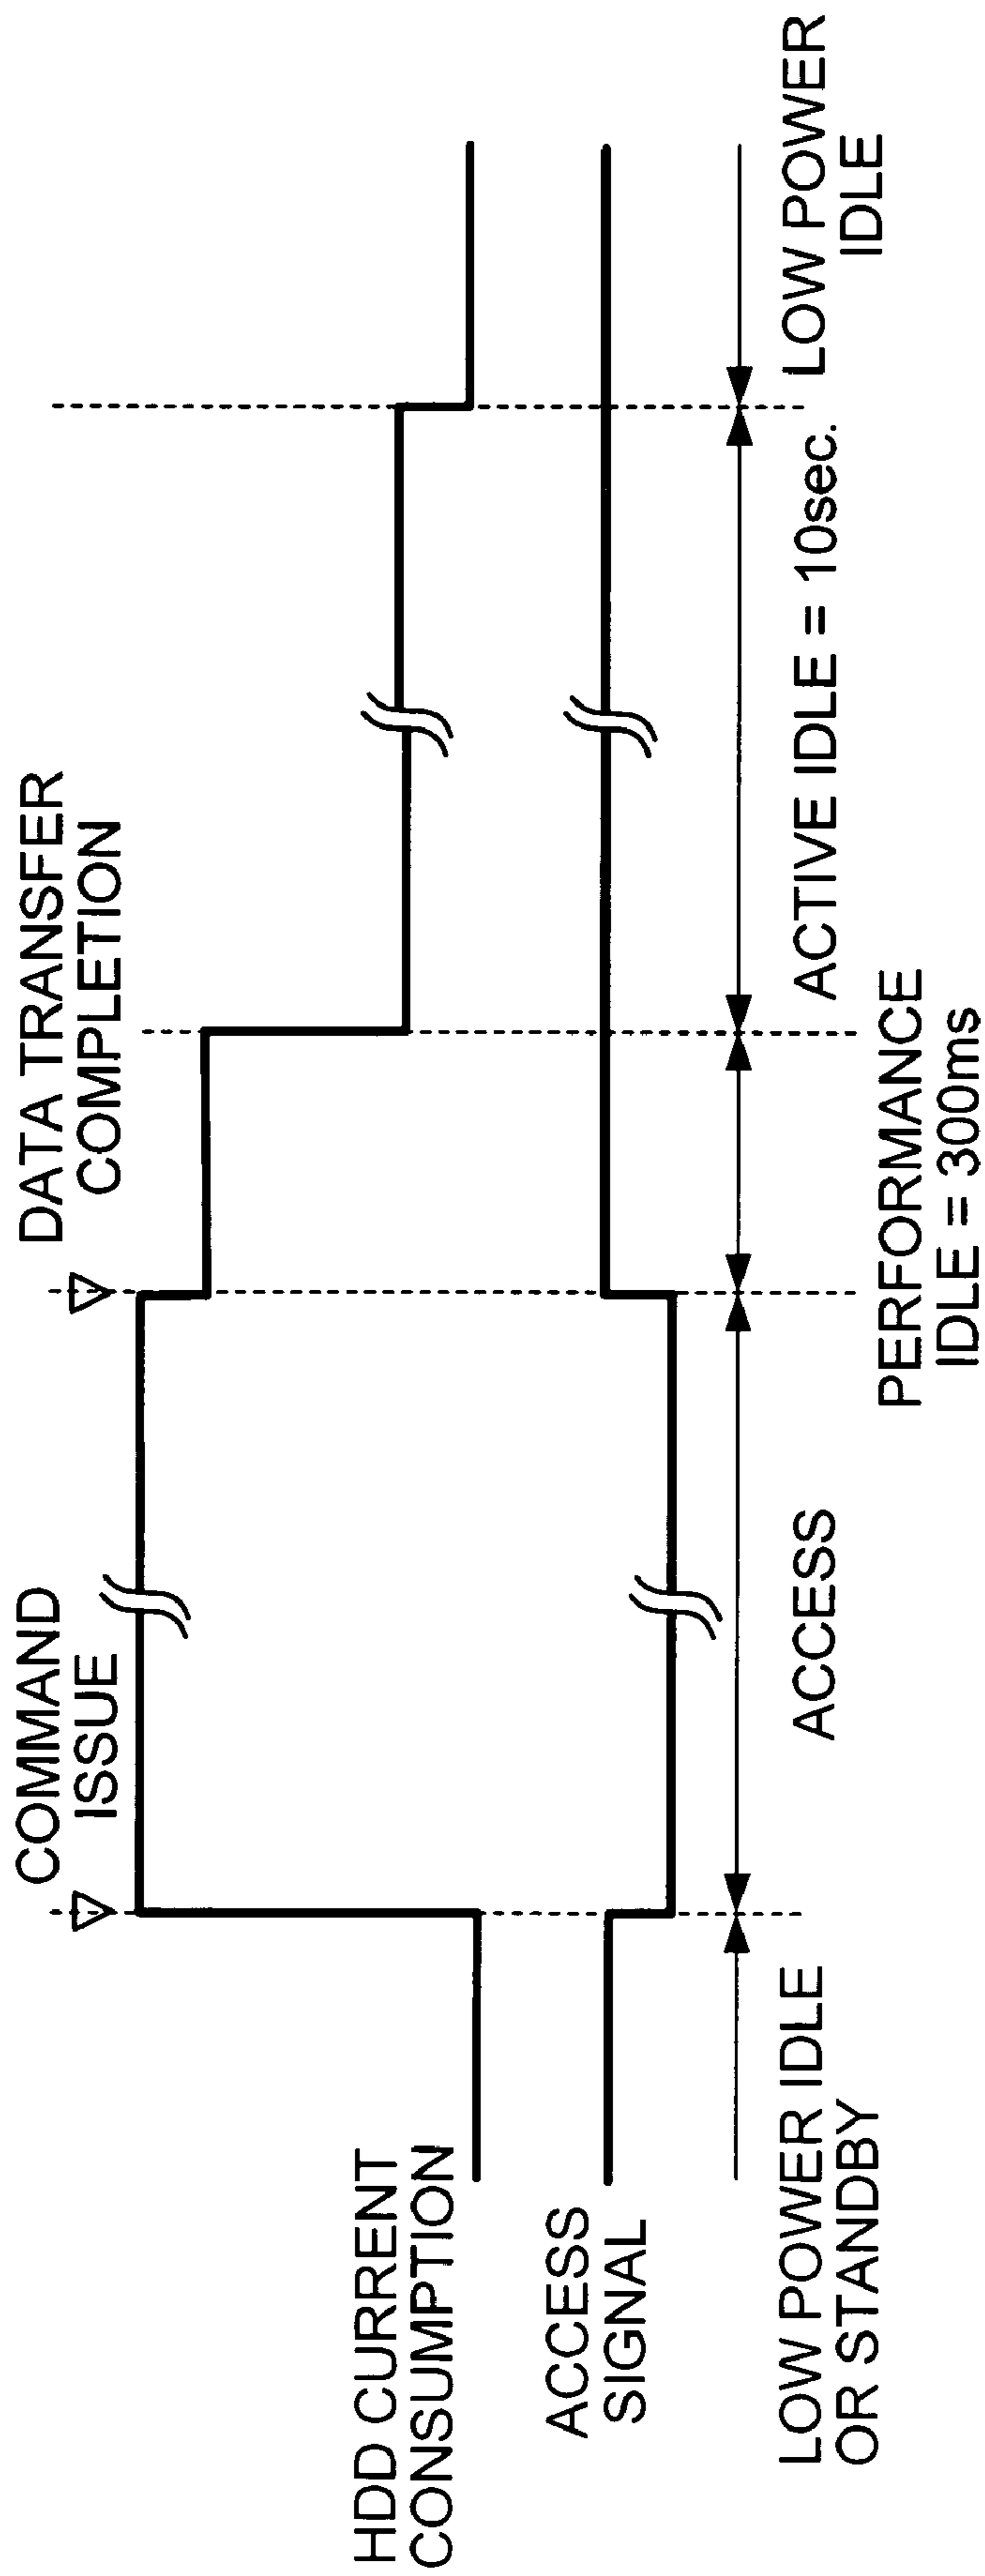 COMMAND
ISSUE
DATA TRANSFER
COMPLETION
HDD CURRENT
CONSUMPTION
ACCESS
SIGNAL
LOW POWER IDLE
OR STANDBY
ACCESS
PERFORMANCE
IDLE = 300ms
ACTIVE IDLE = 10sec.
LOW POWER
IDLE